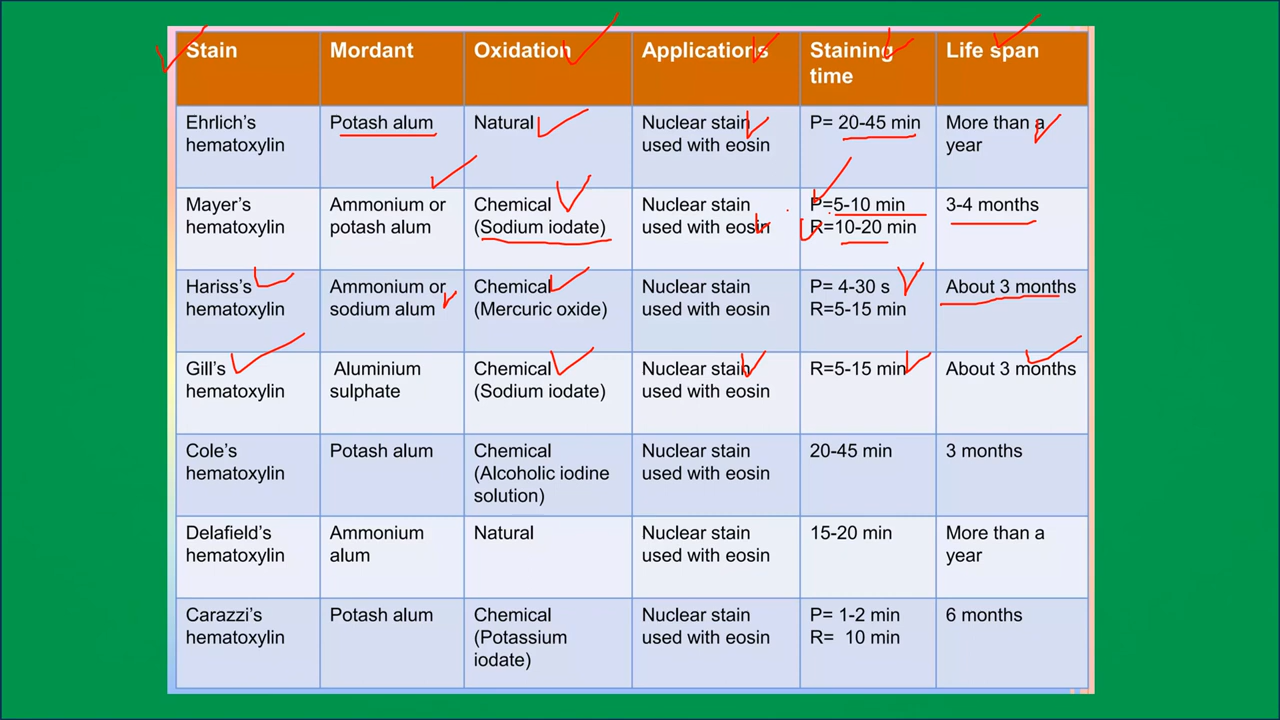 Stain Mordant Oxidation Applications Staining time Life span
Ehrlich's hematoxylin Potash alum Natural Nuclear stain used with eosin P= 20-45 min More than a year
Mayer's hematoxylin Ammonium or potash alum Chemical (Sodium iodate) Nuclear stain used with eosin P=5-10 min R=10-20 min 3-4 months
Hariss's hematoxylin Ammonium or sodium alum Chemical (Mercuric oxide) Nuclear stain used with eosin P= 4-30 s R=5-15 min About 3 months
Gill's hematoxylin Aluminium sulphate Chemical (Sodium iodate) Nuclear stain used with eosin R=5-15 min About 3 months
Cole's hematoxylin Potash alum Chemical (Alcoholic iodine solution) Nuclear stain used with eosin 20-45 min 3 months
Delafield's hematoxylin Ammonium alum Natural Nuclear stain used with eosin 15-20 min More than a year
Carazzi's hematoxylin Potash alum Chemical (Potassium iodate) Nuclear stain used with eosin P= 1-2 min R= 10 min 6 months